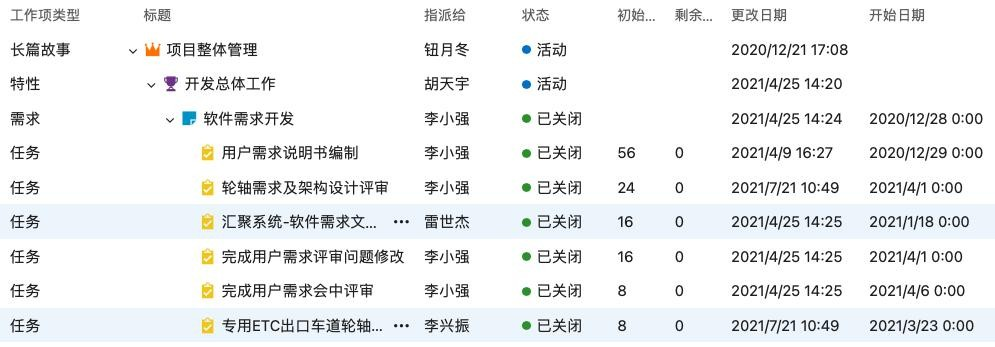 工作项类型 标题 指派给 状态 初始... 剩余... 更改日期 开始日期
长篇故事 项目整体管理 钮月冬 活动 2020/12/21 17:08
特性 开发总体工作 胡天宇 活动 2021/4/25 14:20
需求 软件需求开发 李小强 已关闭 2021/4/25 14:24 2020/12/28 0:00
任务 用户需求说明书编制 李小强 已关闭 56 0 2021/4/9 16:27 2020/12/29 0:00
任务 轮轴需求及架构设计评审 李小强 已关闭 24 0 2021/7/21 10:49 2021/4/1 0:00
任务 汇聚系统-软件需求文... ··· 雷世杰 已关闭 16 0 2021/4/25 14:25 2021/1/18 0:00
任务 完成用户需求评审问题修改 李小强 已关闭 16 0 2021/4/25 14:25 2021/4/1 0:00
任务 完成用户需求会中评审 李小强 已关闭 8 0 2021/4/25 14:25 2021/4/6 0:00
任务 专用ETC出口车道轮轴... ··· 李兴振 已关闭 8 0 2021/7/21 10:49 2021/3/23 0:00